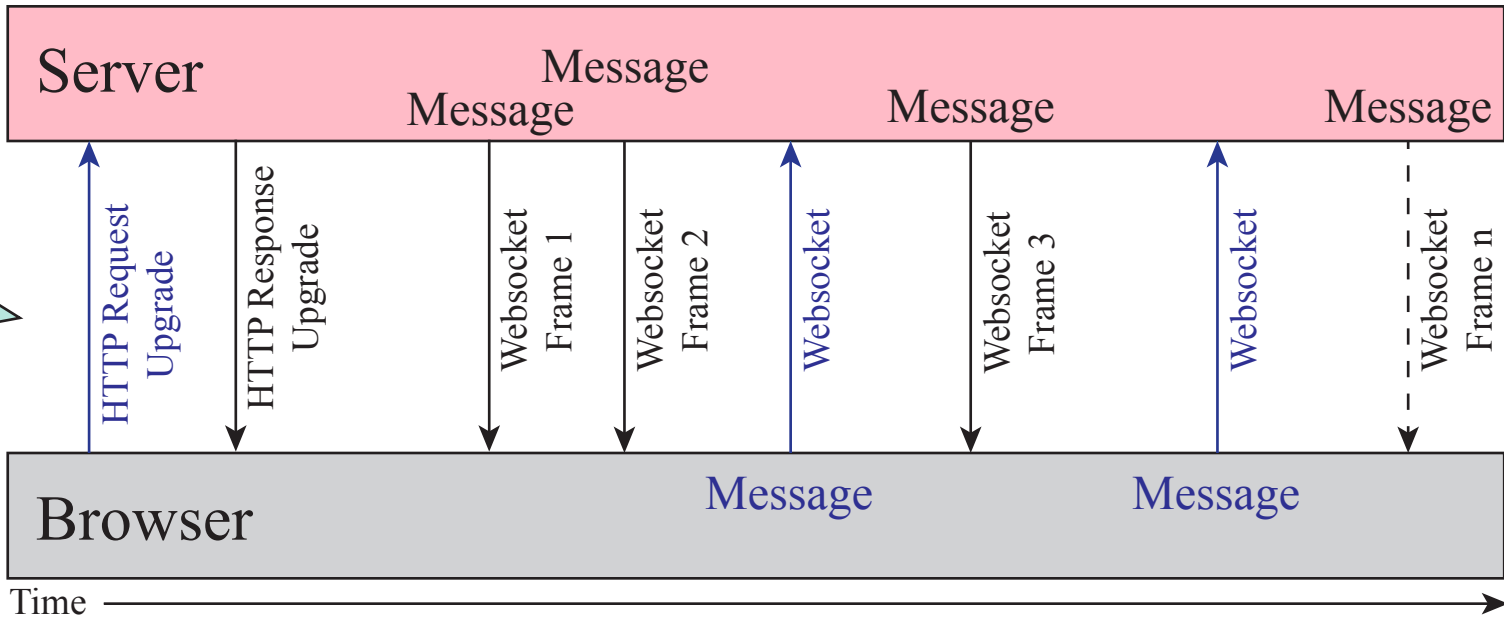 Server
Message
Message
Message
Message
HTTP Request
Upgrade
HTTP Response
Upgrade
Websocket
Frame 1
Websocket
Frame 2
Websocket
Websocket
Frame 3
Websocket
Websocket
Frame n
Browser
Message
Message
Time